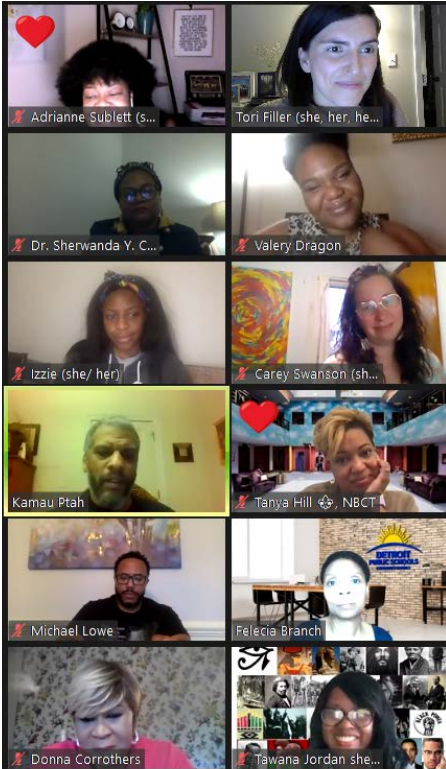 Adrianne Sublett (s...
Tori Filler (she, her, he...
Dr. Sherwanda Y. C...
Valery Dragon
Izzie (she/ her)
Carey Swanson (sh...
Kamau Ptah
Tanya Hill ⚜, NBCT
DETROIT
PUBLIC SCHOOLS
Michael Lowe
Felecia Branch
Donna Corrothers
Tawana Jordan she...